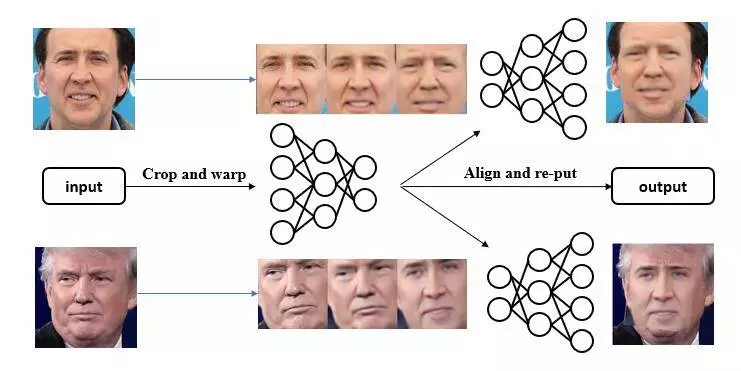 input
Crop and warp
Align and re-put
output